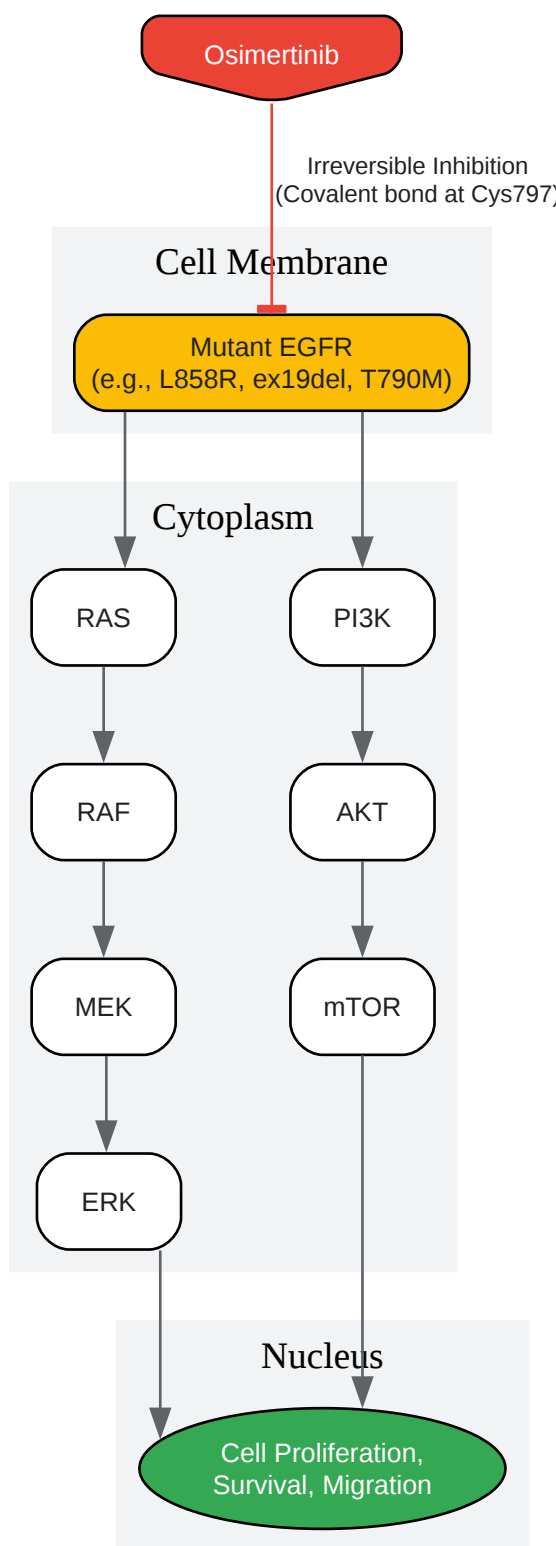 Osimertinib
Irreversible Inhibition
(Covalent bond at Cys797)
Cell Membrane
Mutant EGFR
(e.g., L858R, ex19del, T790M)
Cytoplasm
RAS
PI3K
RAF
AKT
MEK
mTOR
ERK
Nucleus
Cell Proliferation,
Survival, Migration